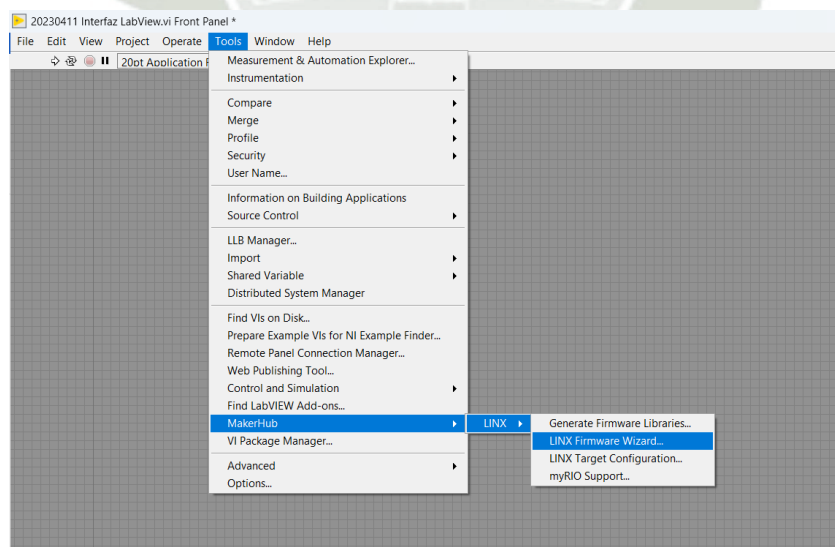 20230411 Interfaz LabView.vi Front Panel *
File Edit View Project Operate Tools Window Help
20pt Application
Measurement & Automation Explorer...
Instrumentation
Compare
Merge
Profile
Security
User Name...
Information on Building Applications
Source Control
LLB Manager...
Import
Shared Variable
Distributed System Manager
Find VIs on Disk...
Prepare Example VIs for NI Example Finder...
Remote Panel Connection Manager...
Web Publishing Tool...
Control and Simulation
Find LabVIEW Add-ons...
MakerHub
VI Package Manager...
Advanced
Options...
LINX
Generate Firmware Libraries...
LINX Firmware Wizard...
LINX Target Configuration...
myRIO Support...